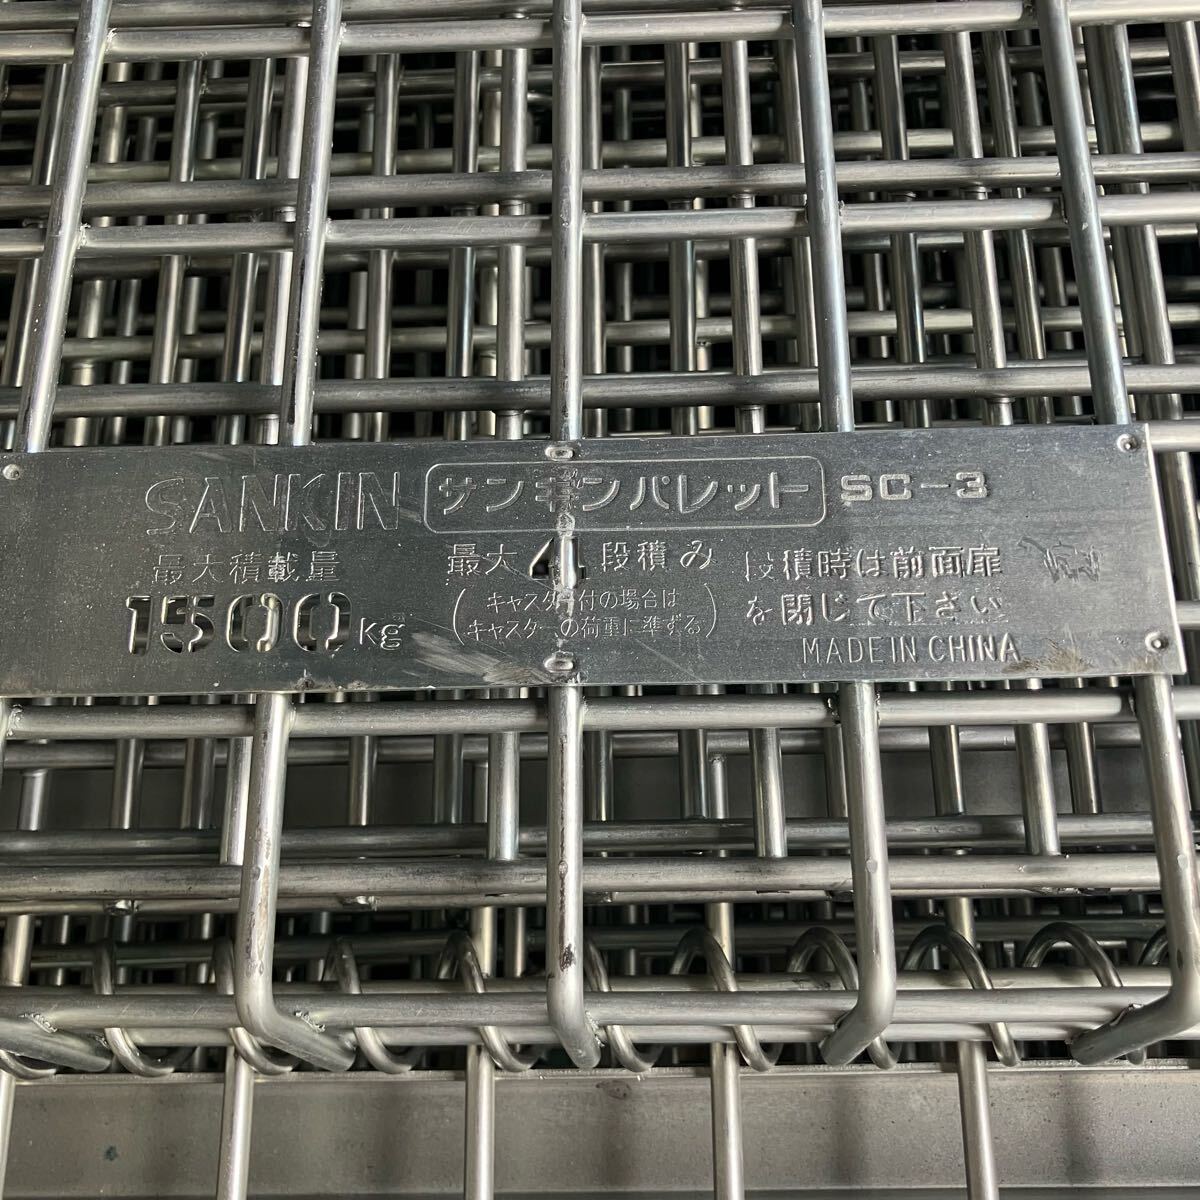 SANKIN サンキンパレット SC-3
最大積載量
1500Kg
最大 4 段積み
(キャスター付の場合は
キャスターの荷重に準ずる)
段積時は前面扉
を閉じて下さい
MADE IN CHINA